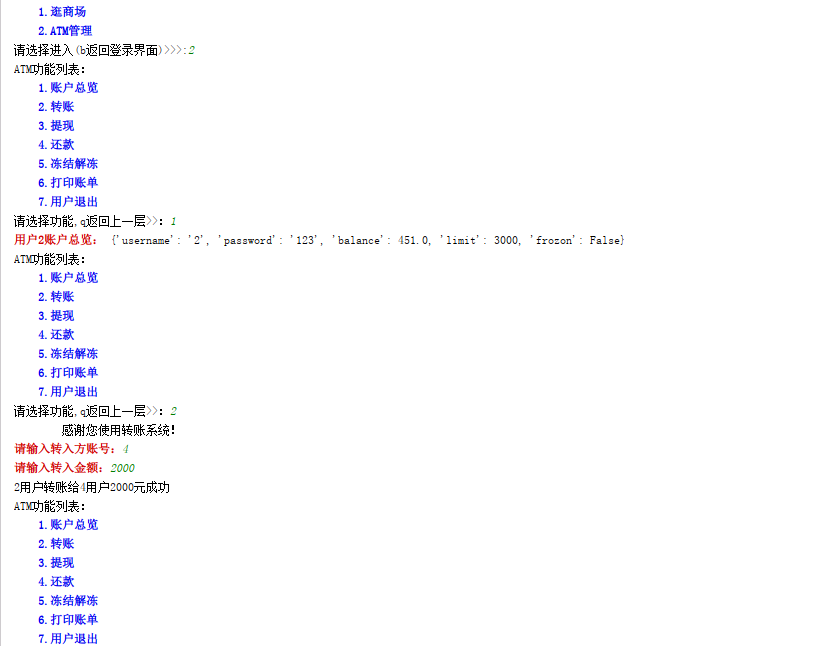 1.逛商场
2.ATM管理
请选择进入(b返回登录界面)>>>:2
ATM功能列表:
1.账户总览
2.转账
3.提现
4.还款
5.冻结解冻
6.打印账单
7.用户退出
请选择功能,q返回上一层>>: 1
用户2账户总览: {'username': '2', 'password': '123', 'balance': 451.0, 'limit': 3000, 'frozon': False}
ATM功能列表:
1.账户总览
2.转账
3.提现
4.还款
5.冻结解冻
6.打印账单
7.用户退出
请选择功能,q返回上一层>>: 2
感谢您使用转账系统!
请输入转入方账号: 4
请输入转入金额: 2000
2用户转账给4用户2000元成功
ATM功能列表:
1.账户总览
2.转账
3.提现
4.还款
5.冻结解冻
6.打印账单
7.用户退出